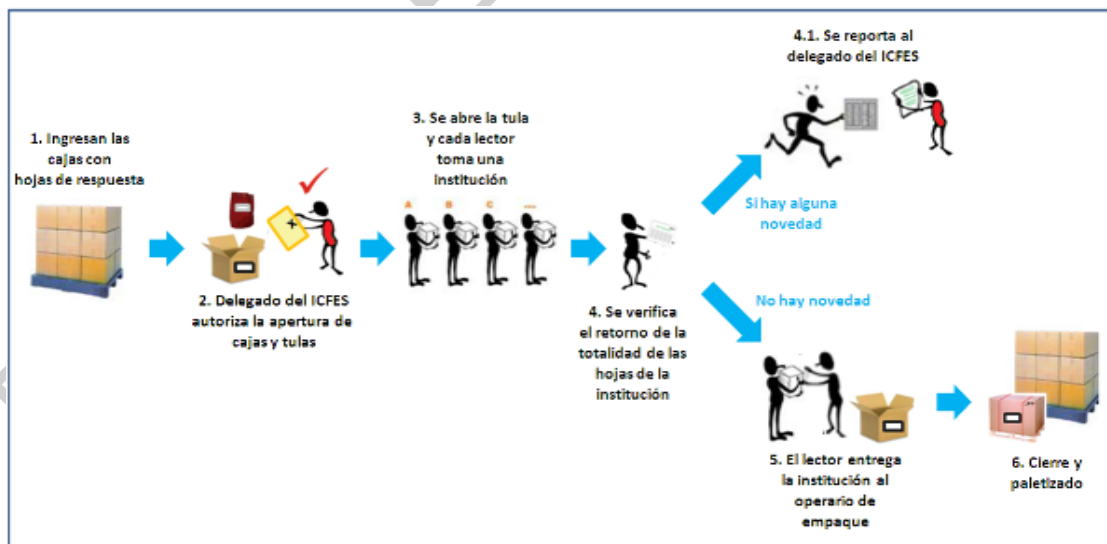 1. Ingresan las
cajas con
hojas de respuesta
2. Delegado del ICFES
autoriza la apertura de
cajas y tulas
3. Se abre la tula
y cada lector
toma una
institución
A B C ....
4. Se verifica
el retorno de la
totalidad de las
hojas de la
institución
Si hay alguna
novedad
4.1. Se reporta al
delegado del ICFES
No hay novedad
5. El lector entrega
la institución al
operario de
empaque
6. Cierre y
paletizado